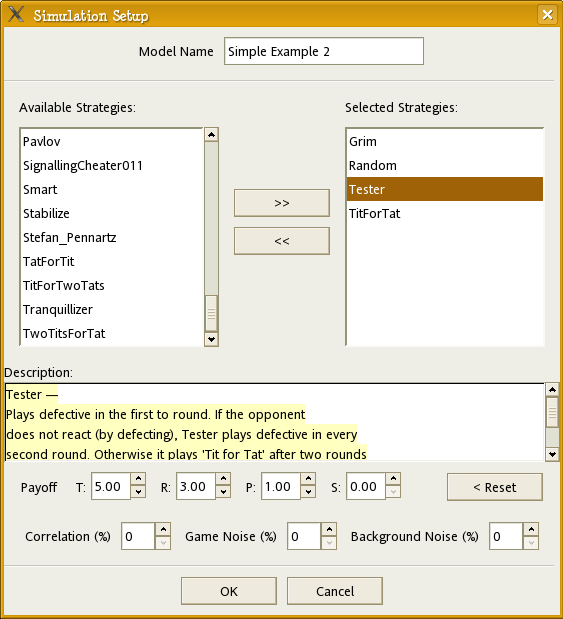 Simulation Setup
Model Name Simple Example 2
Available Strategies: Selected Strategies:
Pavlov
SignallingCheater011
Smart
Stabilize
Stefan_Pennartz
TatForTit
TitForTwoTats
Tranquillizer
TwoTitsForTat
>>
<<
Grim
Random
Tester
TitForTat
Description:
Tester —
Plays defective in the first to round. If the opponent
does not react (by defecting), Tester plays defective in every
second round. Otherwise it plays 'Tit for Tat' after two rounds
Payoff T: 5.00 R: 3.00 P: 1.00 S: 0.00 < Reset
Correlation (%) 0 Game Noise (%) 0 Background Noise (%) 0
OK Cancel